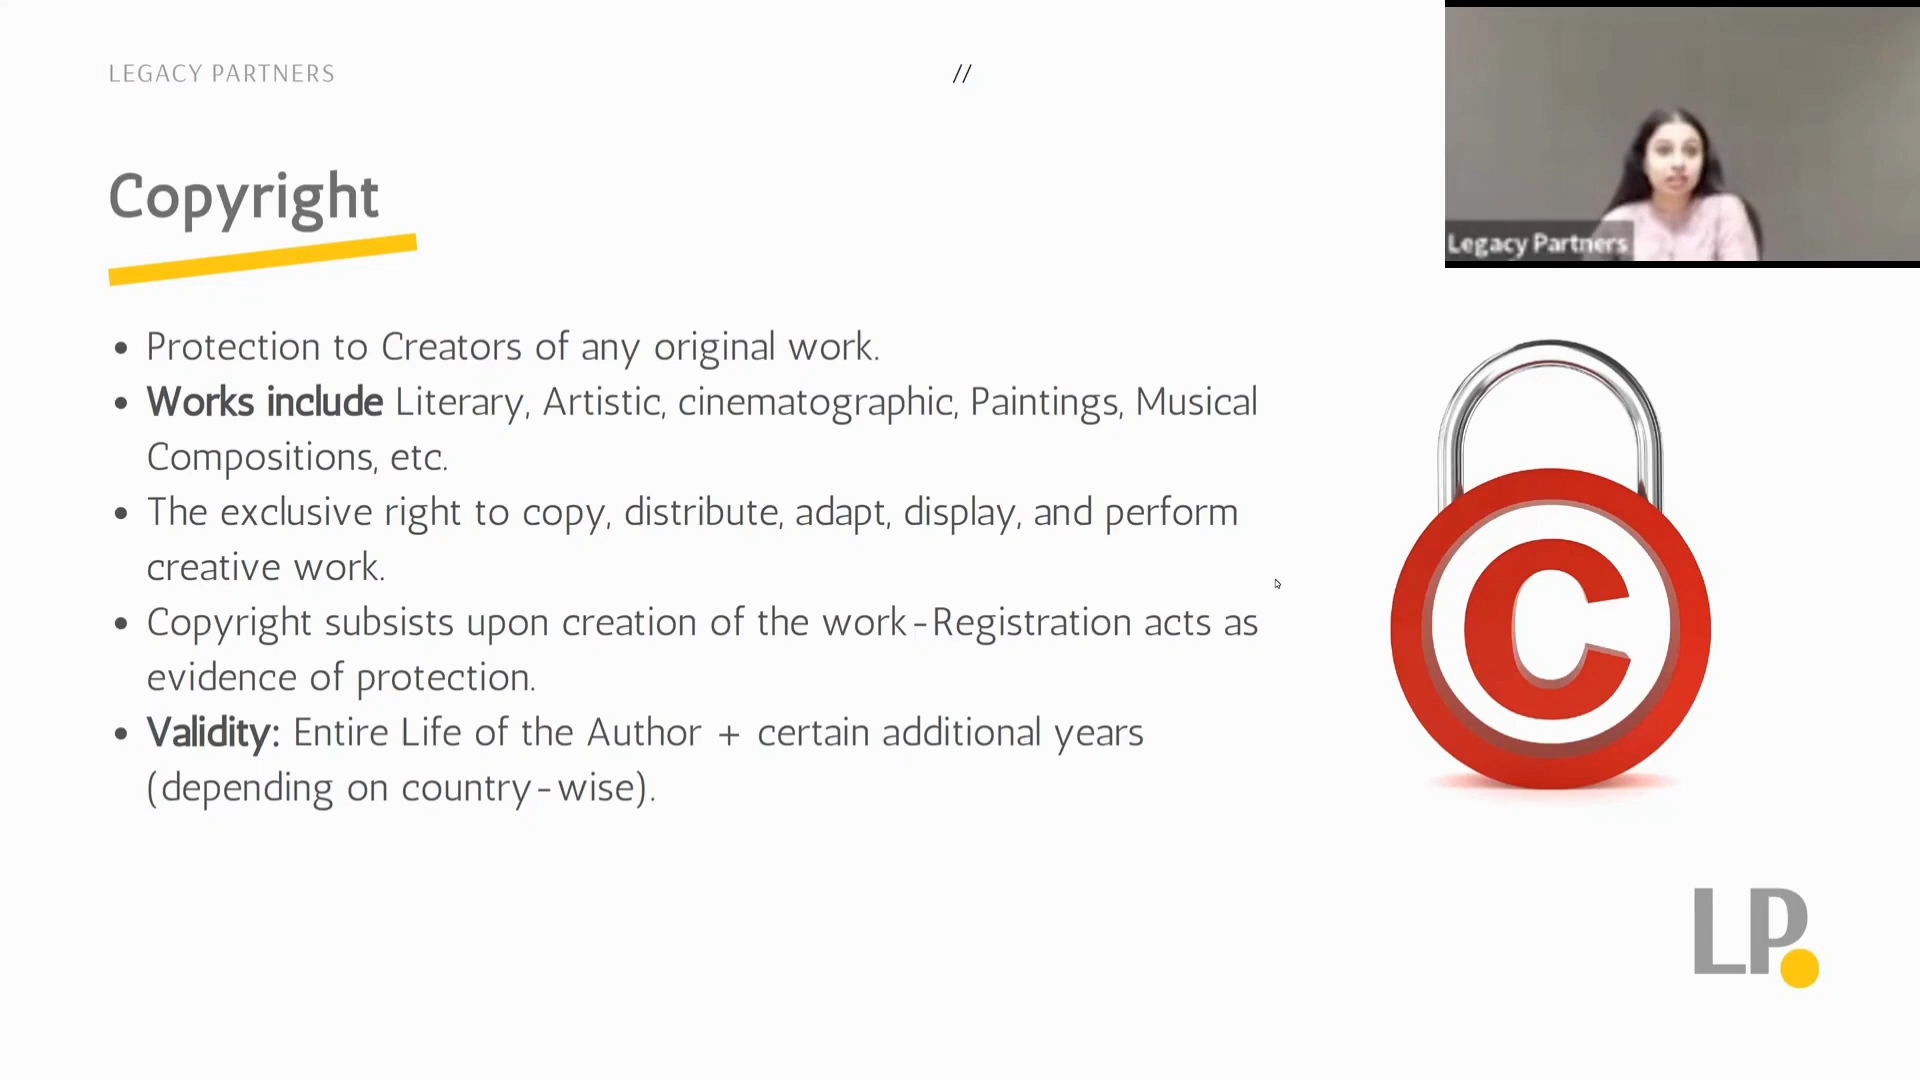 LEGACY PARTNERS
//
Legacy Partners
Copyright
• Protection to Creators of any original work.
• Works include Literary, Artistic, cinematographic, Paintings, Musical
Compositions, etc.
• The exclusive right to copy, distribute, adapt, display, and perform
creative work.
• Copyright subsists upon creation of the work-Registration acts as
evidence of protection.
• Validity: Entire Life of the Author + certain additional years
(depending on country-wise).
C
LP.